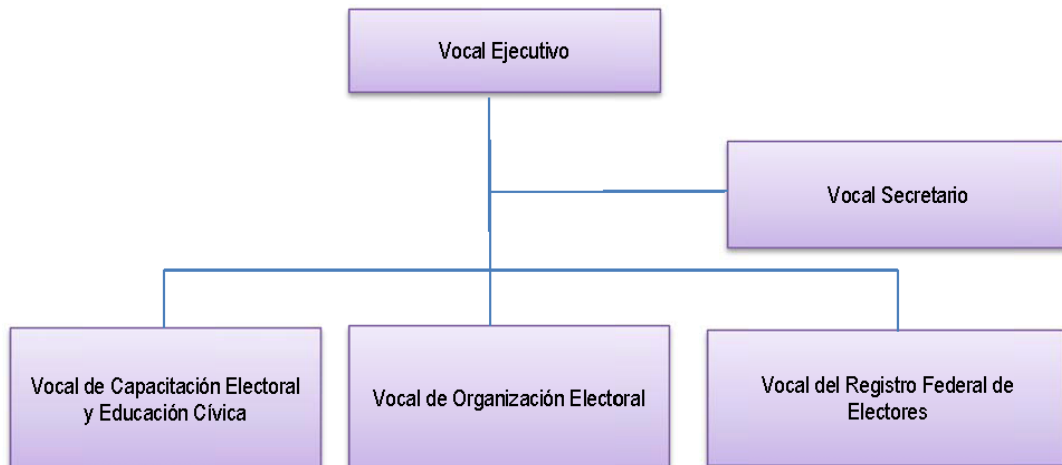 Vocal Ejecutivo
Vocal Secretario
Vocal de Capacitación Electoral
y Educación Cívica
Vocal de Organización Electoral
Vocal del Registro Federal de
Electores